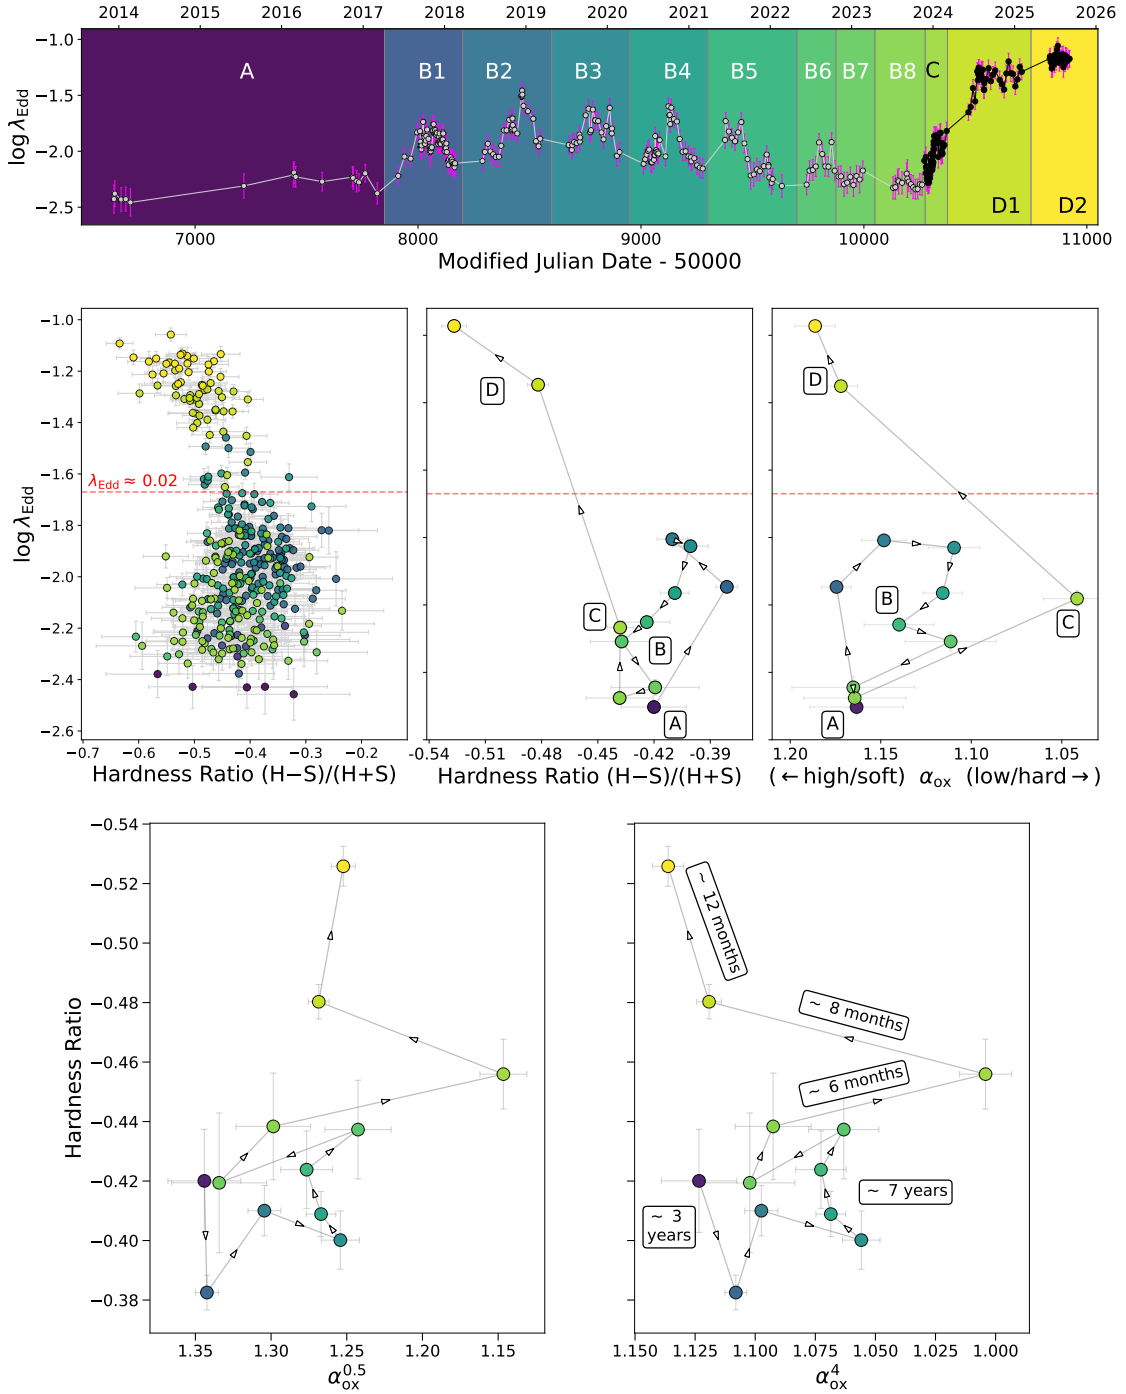 2014 2015 2016 2017 2018 2019 2020 2021 2022 2023 2024 2025 2026
−1.0
−1.5
−2.0
−2.5
log λEdd
A B1 B2 B3 B4 B5 B6 B7 B8 C
D1 D2
7000 8000 9000 10000 11000
Modified Julian Date - 50000
−1.0
−1.2
−1.4
−1.6
−1.8
−2.0
−2.2
−2.4
−2.6
log λEdd
λEdd ≈ 0.02
−0.7 −0.6 −0.5 −0.4 −0.3 −0.2
Hardness Ratio (H−S)/(H+S)
D
C
B
A
-0.54 -0.51 -0.48 -0.45 -0.42 -0.39
Hardness Ratio (H−S)/(H+S)
D
B
C
A
1.20 1.15 1.10 1.05
(←high/soft) αox (low/hard→)
−0.54
−0.52
−0.50
−0.48
−0.46
−0.44
−0.42
−0.40
−0.38
Hardness Ratio
1.35 1.30 1.25 1.20 1.15
α0.5ox
~ 12 months
~ 8 months
~ 6 months
~ 7 years
~ 3
years
1.150 1.125 1.100 1.075 1.050 1.025 1.000
α4ox